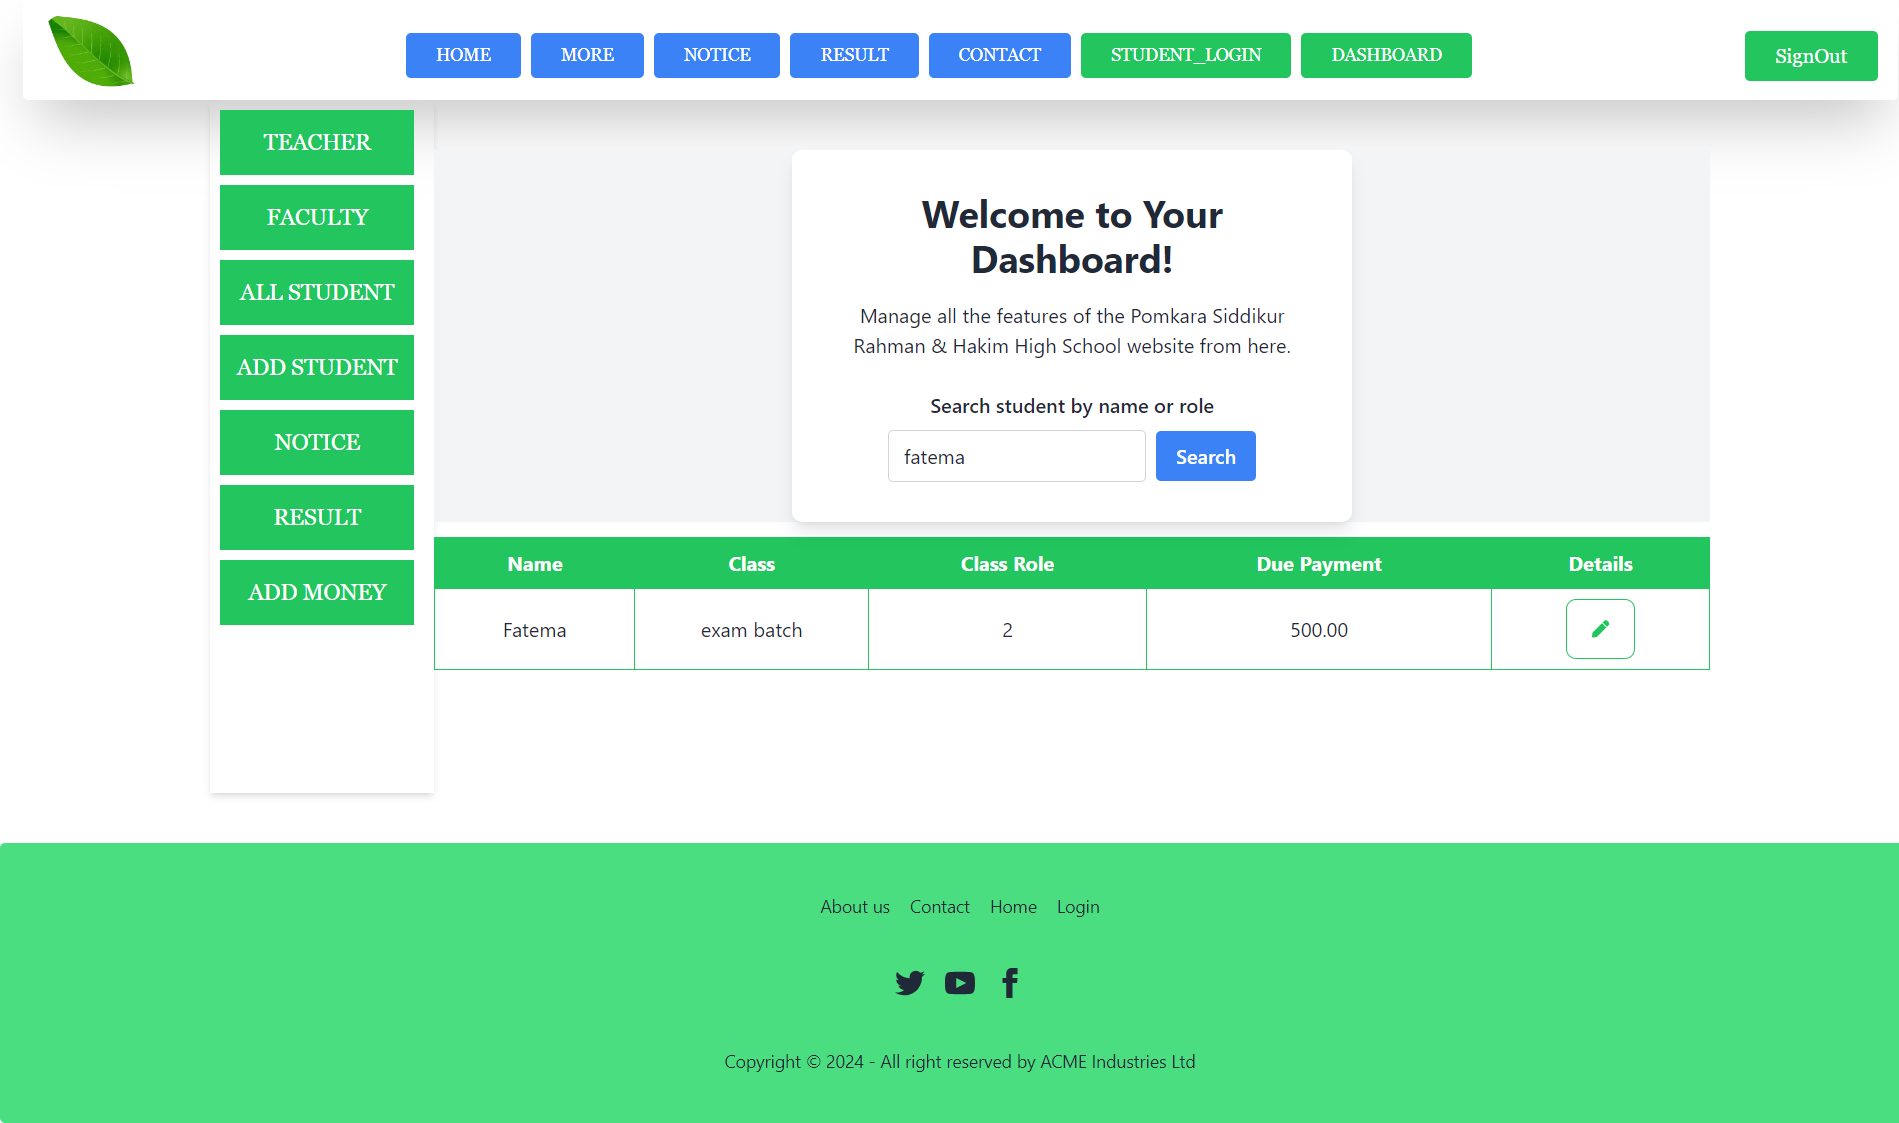 HOME MORE NOTICE RESULT CONTACT STUDENT_LOGIN DASHBOARD SignOut
TEACHER
FACULTY
ALL STUDENT
ADD STUDENT
NOTICE
RESULT
ADD MONEY
Welcome to Your
Dashboard!
Manage all the features of the Pomkara Siddikur
Rahman & Hakim High School website from here.
Search student by name or role
fatema Search
Name Class Class Role Due Payment Details
Fatema exam batch 2 500.00
About us Contact Home Login
Copyright © 2024 - All right reserved by ACME Industries Ltd